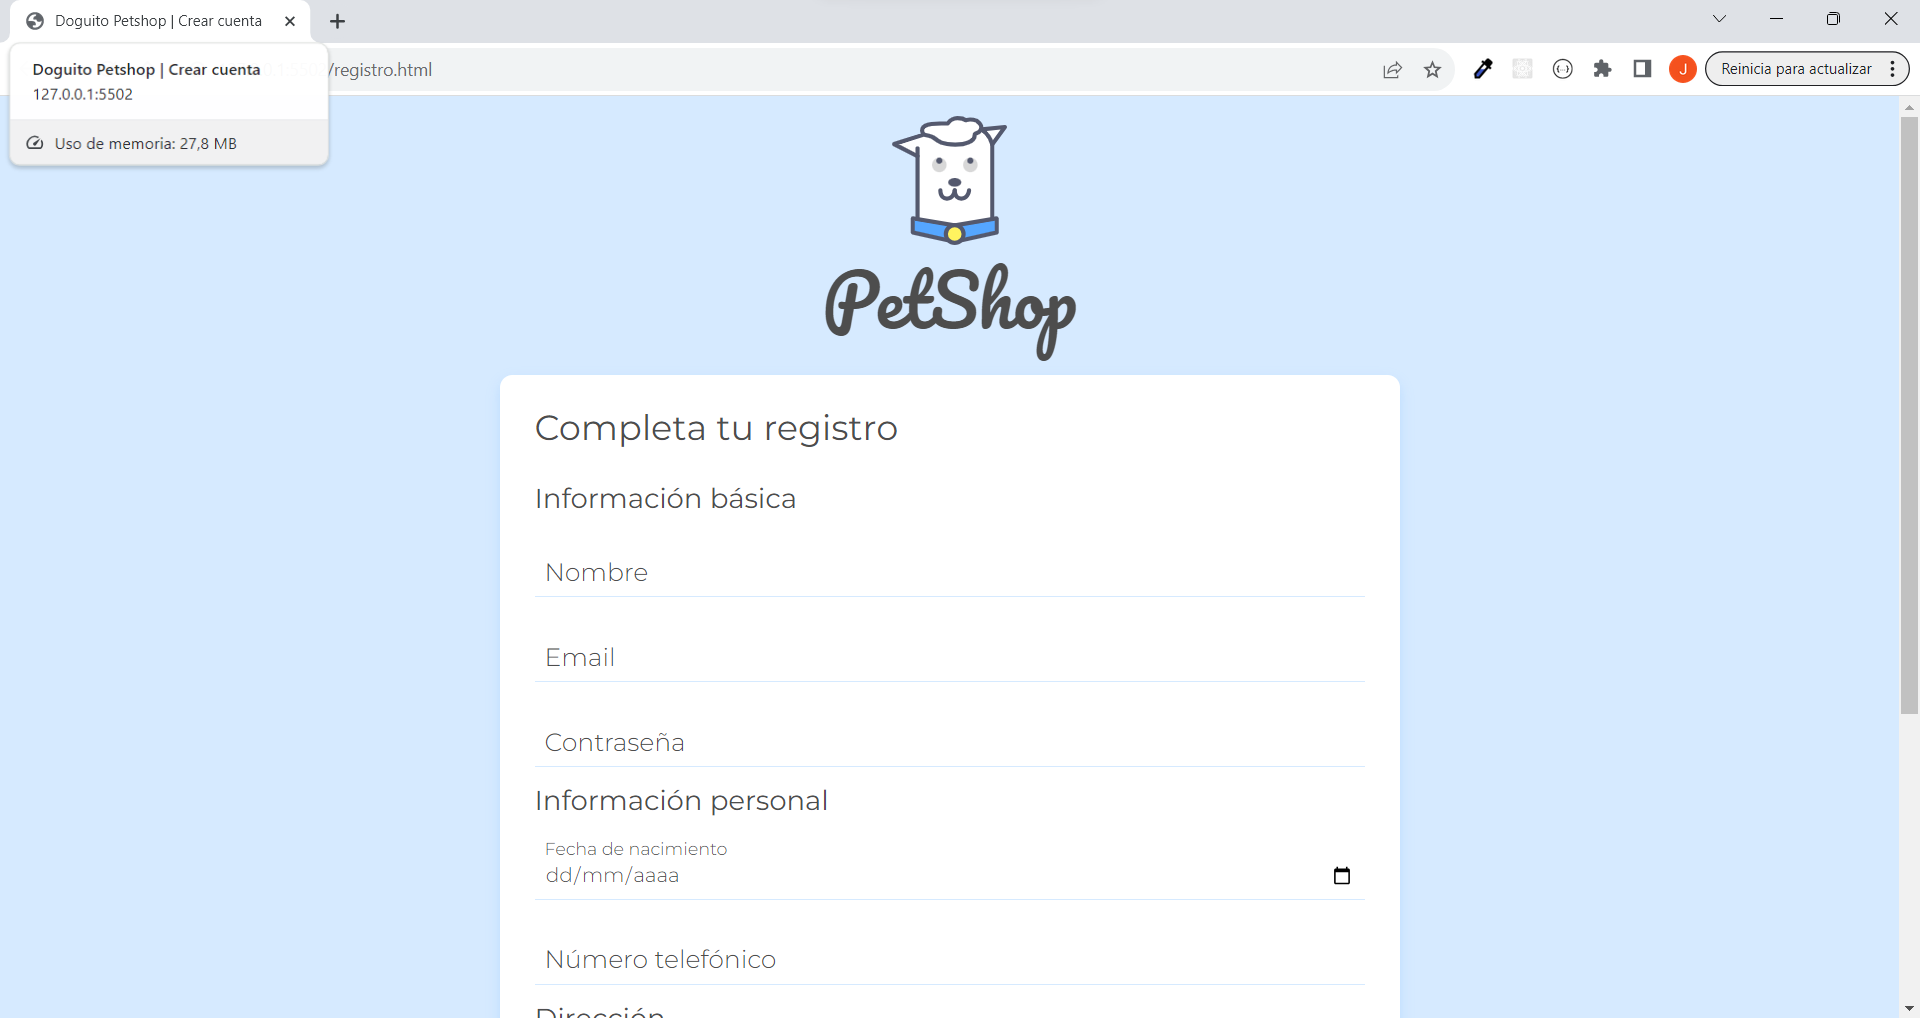 Doguito Petshop | Crear cuenta
Doguito Petshop | Crear cuenta
127.0.0.1:5502
/registro.html
J
Reinicia para actualizar
Uso de memoria: 27,8 MB
PetShop
Completa tu registro
Información básica
Nombre
Email
Contraseña
Información personal
Fecha de nacimiento
dd/mm/aaaa
Número telefónico
Dirección